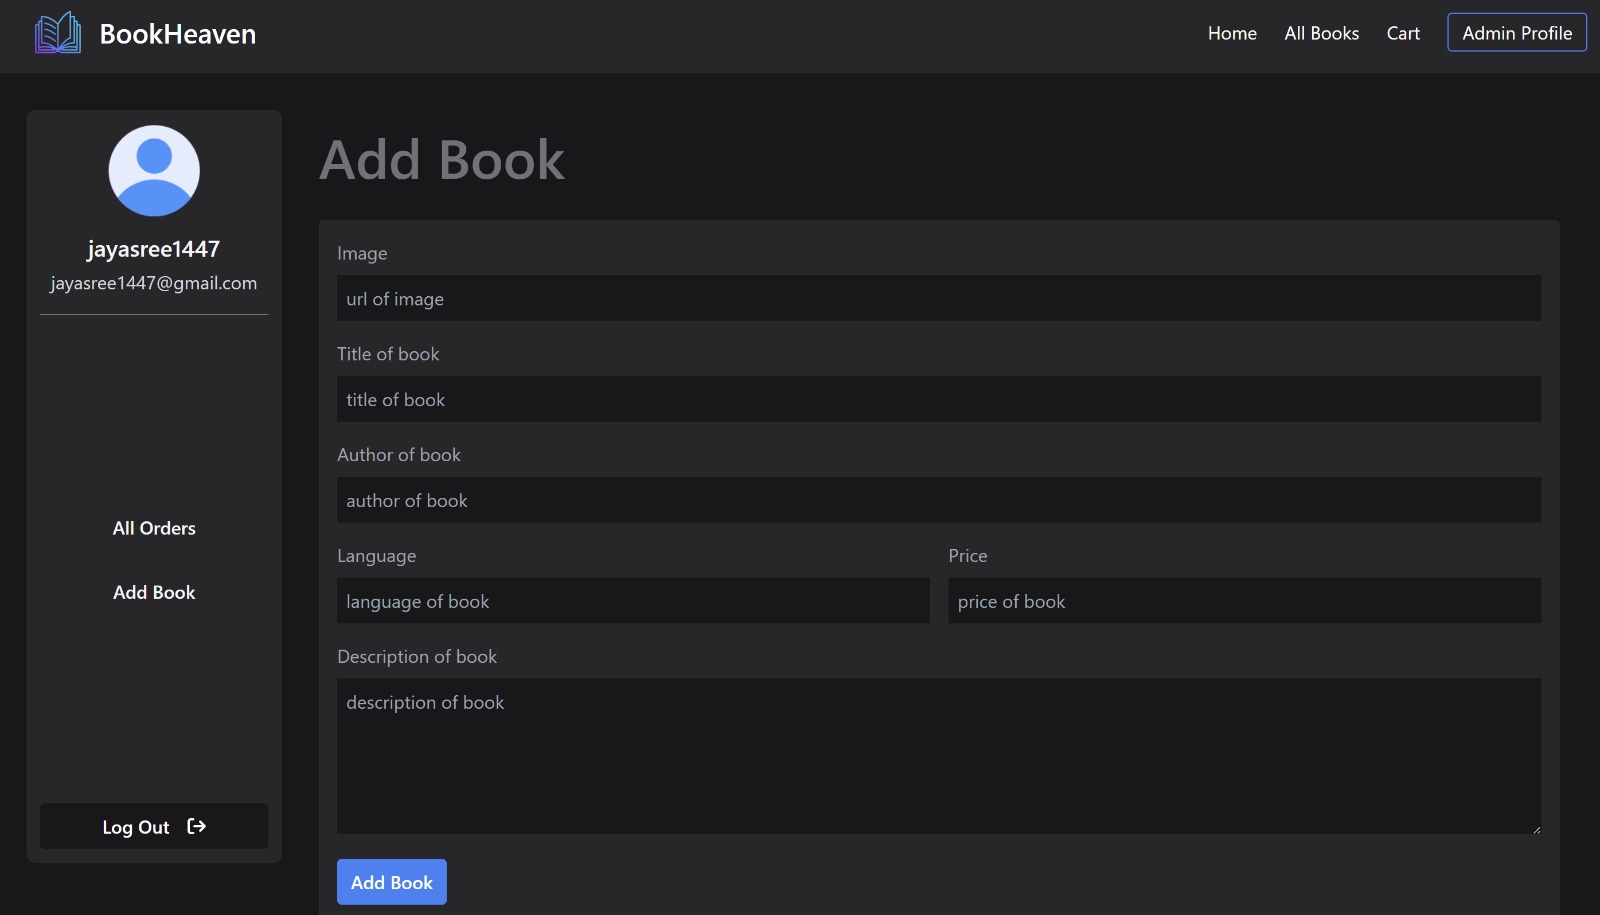 BookHeaven
Home All Books Cart Admin Profile
jayasree1447
jayasree1447@gmail.com
All Orders
Add Book
Log Out
Add Book
Image
url of image
Title of book
title of book
Author of book
author of book
Language Price
language of book price of book
Description of book
description of book
Add Book